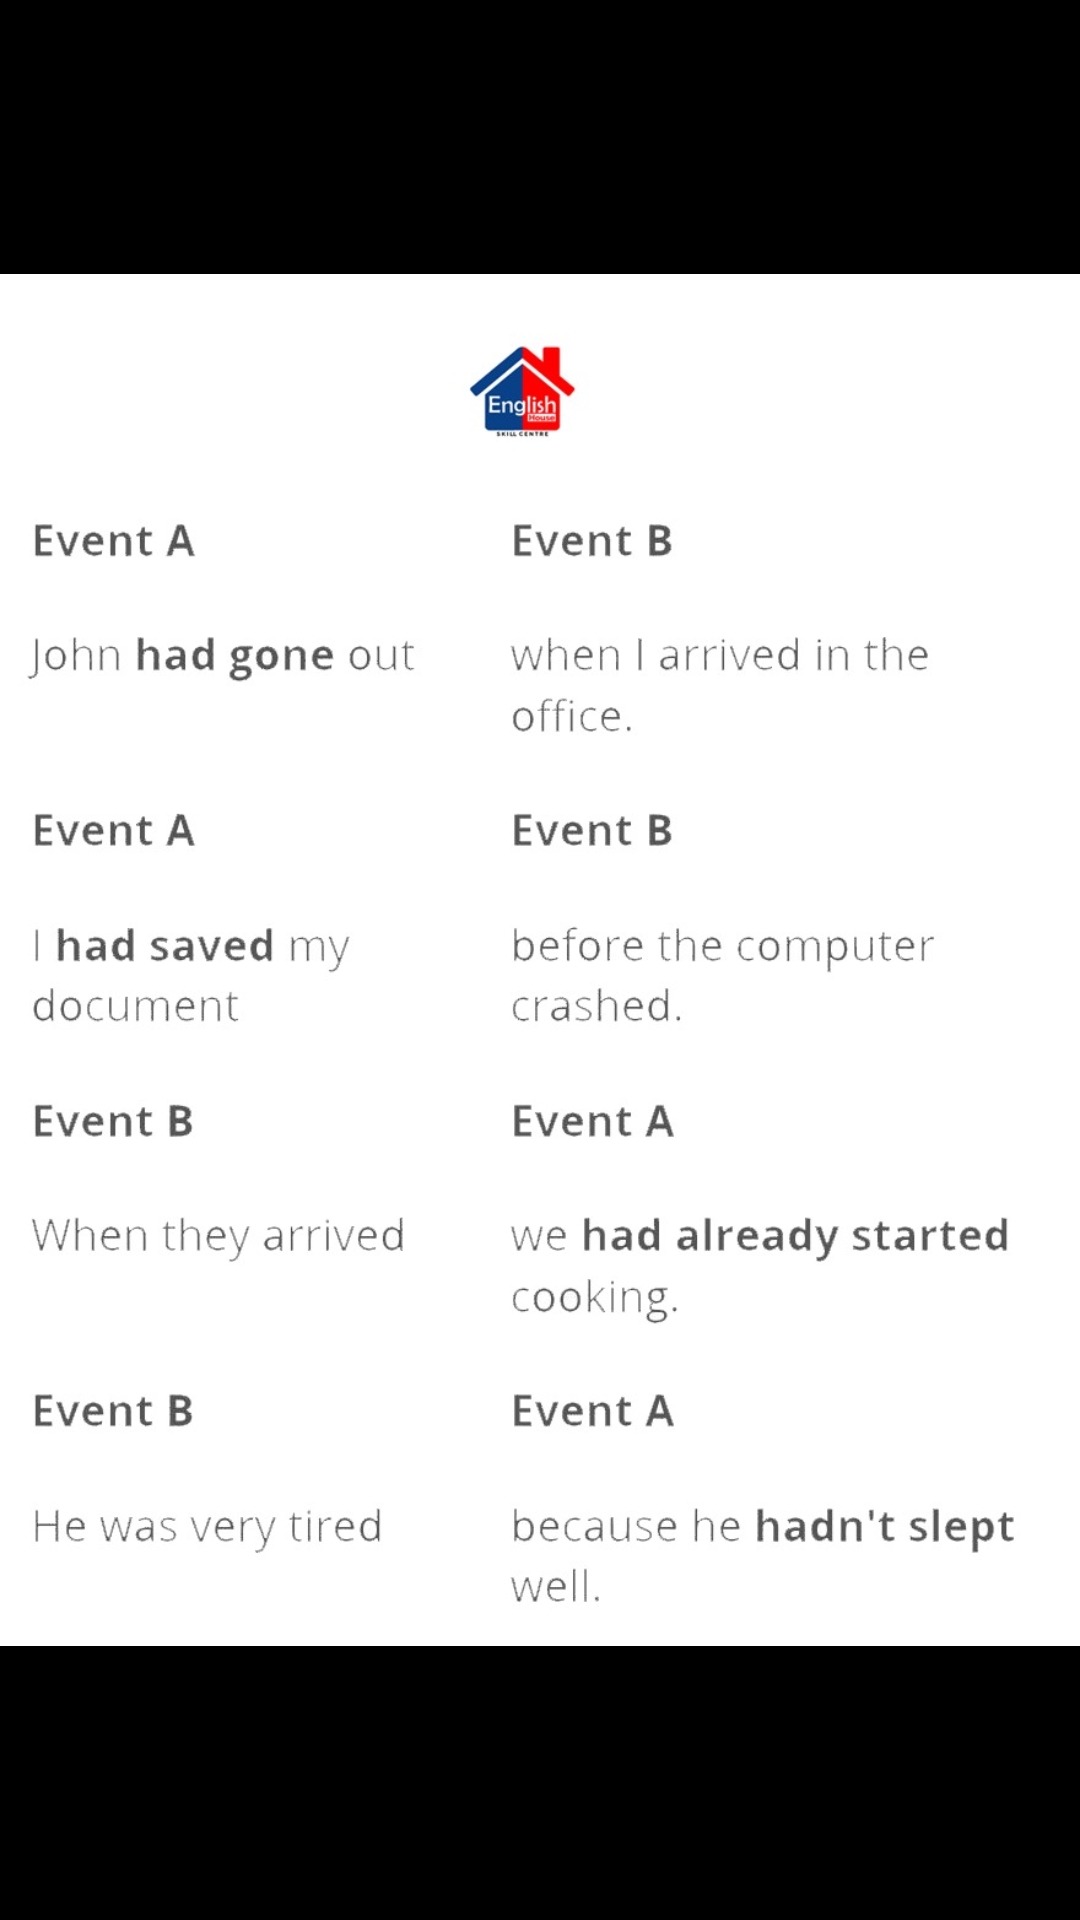 English
House
SKILL CENTRE
Event A
Event B
John had gone out
when I arrived in the
office.
Event A
Event B
I had saved my
document
before the computer
crashed.
Event B
Event A
When they arrived
we had already started
cooking.
Event B
Event A
He was very tired
because he hadn't slept
well.